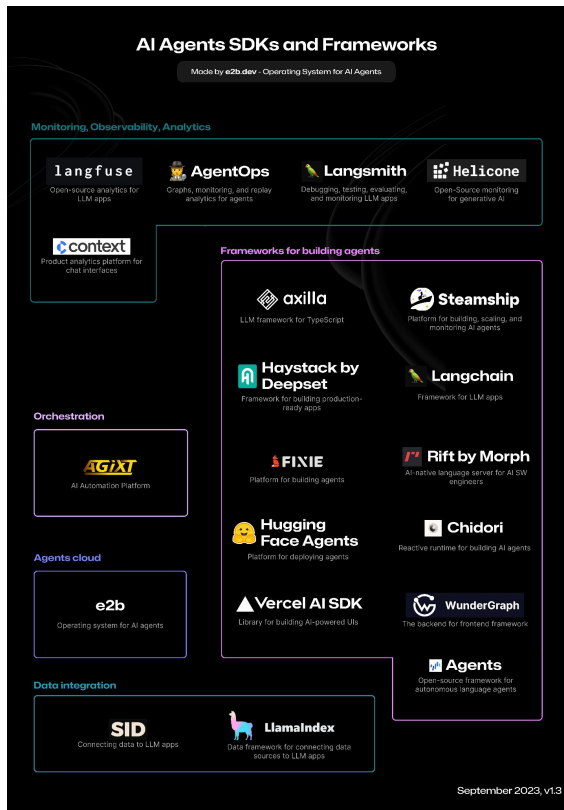 AI Agents SDKs and Frameworks
Made by e2b.dev - Operating System for AI Agents
Monitoring, Observability, Analytics
langfuse
Open-source analytics for
LLM apps
AgentOps
Graphs, monitoring, and replay
analytics for agents
Langsmith
Debugging, testing, evaluating,
and monitoring LLM apps
Helicone
Open-Source monitoring
for generative AI
context
Product analytics platform for
chat interfaces
Frameworks for building agents
axilla
LLM framework for TypeScript
Steamship
Platform for building, scaling, and
monitoring AI agents
Haystack by
Deepset
Framework for building production-
ready apps
Langchain
Framework for LLM apps
FIXIE
Platform for building agents
Rift by Morph
AI-native language server for AI SW
engineers
Hugging
Face Agents
Platform for deploying agents
Chidori
Reactive runtime for building AI agents
Vercel AI SDK
Library for building AI-powered UIs
WunderGraph
The backend for frontend framework
Agents
Open-source framework for
autonomous language agents
Orchestration
AGiXT
AI Automation Platform
Agents cloud
e2b
Operating system for AI agents
Data integration
SID
Connecting data to LLM apps
LlamaIndex
Data framework for connecting data
sources to LLM apps
September 2023, v1.3